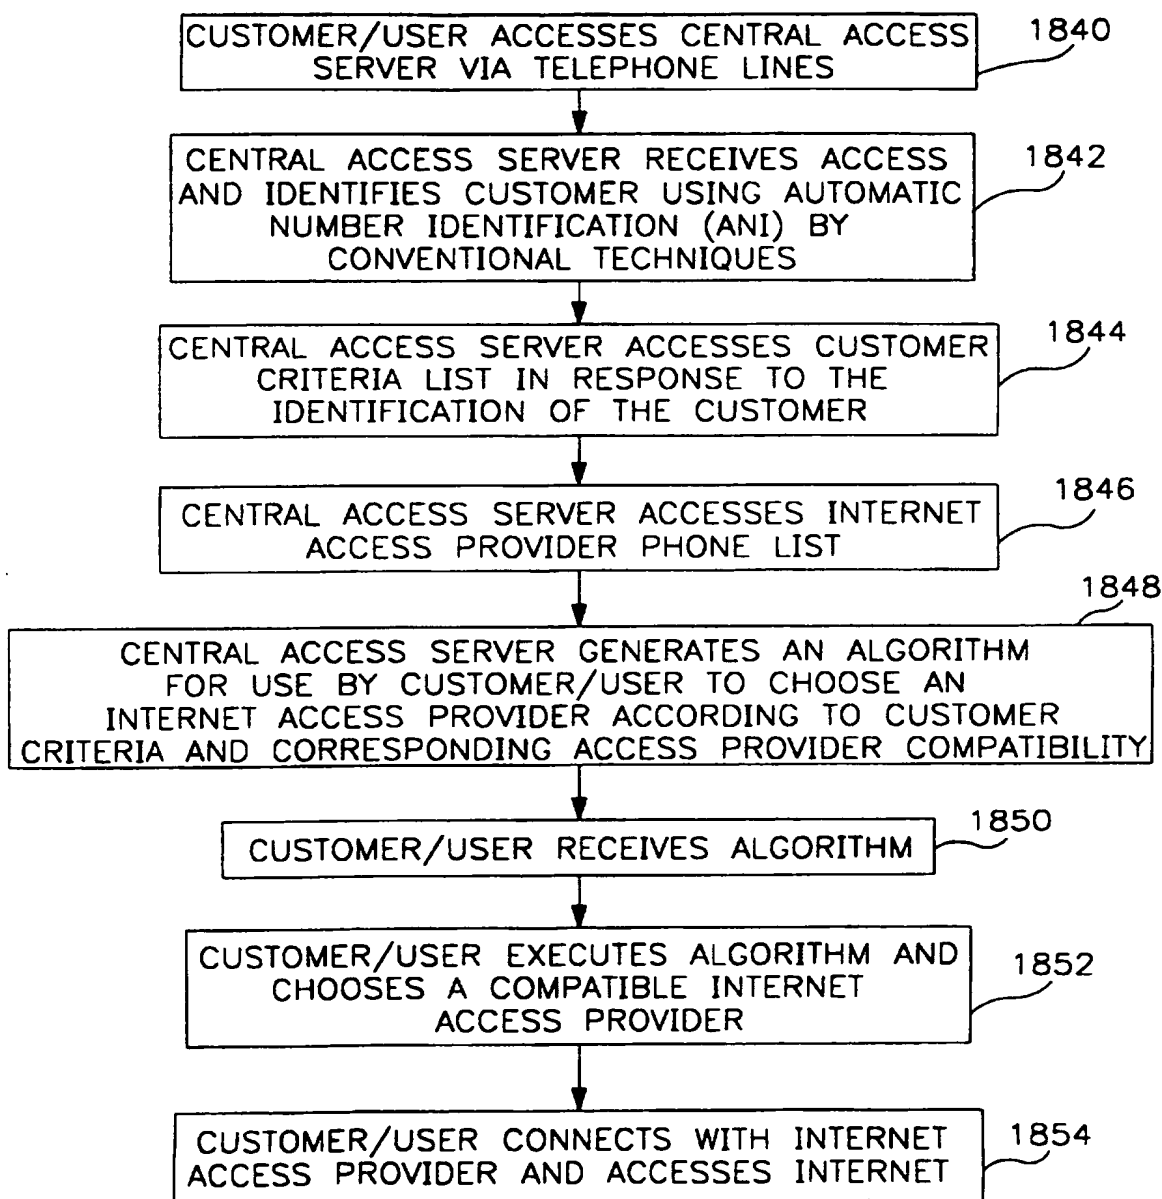 CUSTOMER/USER ACCESSES CENTRAL ACCESS
SERVER VIA TELEPHONE LINES
1840
CENTRAL ACCESS SERVER RECEIVES ACCESS
AND IDENTIFIES CUSTOMER USING AUTOMATIC
NUMBER IDENTIFICATION (ANI) BY
CONVENTIONAL TECHNIQUES
1842
CENTRAL ACCESS SERVER ACCESSES CUSTOMER
CRITERIA LIST IN RESPONSE TO THE
IDENTIFICATION OF THE CUSTOMER
1844
CENTRAL ACCESS SERVER ACCESSES INTERNET
ACCESS PROVIDER PHONE LIST
1846
CENTRAL ACCESS SERVER GENERATES AN ALGORITHM
FOR USE BY CUSTOMER/USER TO CHOOSE AN
INTERNET ACCESS PROVIDER ACCORDING TO CUSTOMER
CRITERIA AND CORRESPONDING ACCESS PROVIDER COMPATIBILITY
1848
CUSTOMER/USER RECEIVES ALGORITHM
1850
CUSTOMER/USER EXECUTES ALGORITHM AND
CHOOSES A COMPATIBLE INTERNET
ACCESS PROVIDER
1852
CUSTOMER/USER CONNECTS WITH INTERNET
ACCESS PROVIDER AND ACCESSES INTERNET
1854